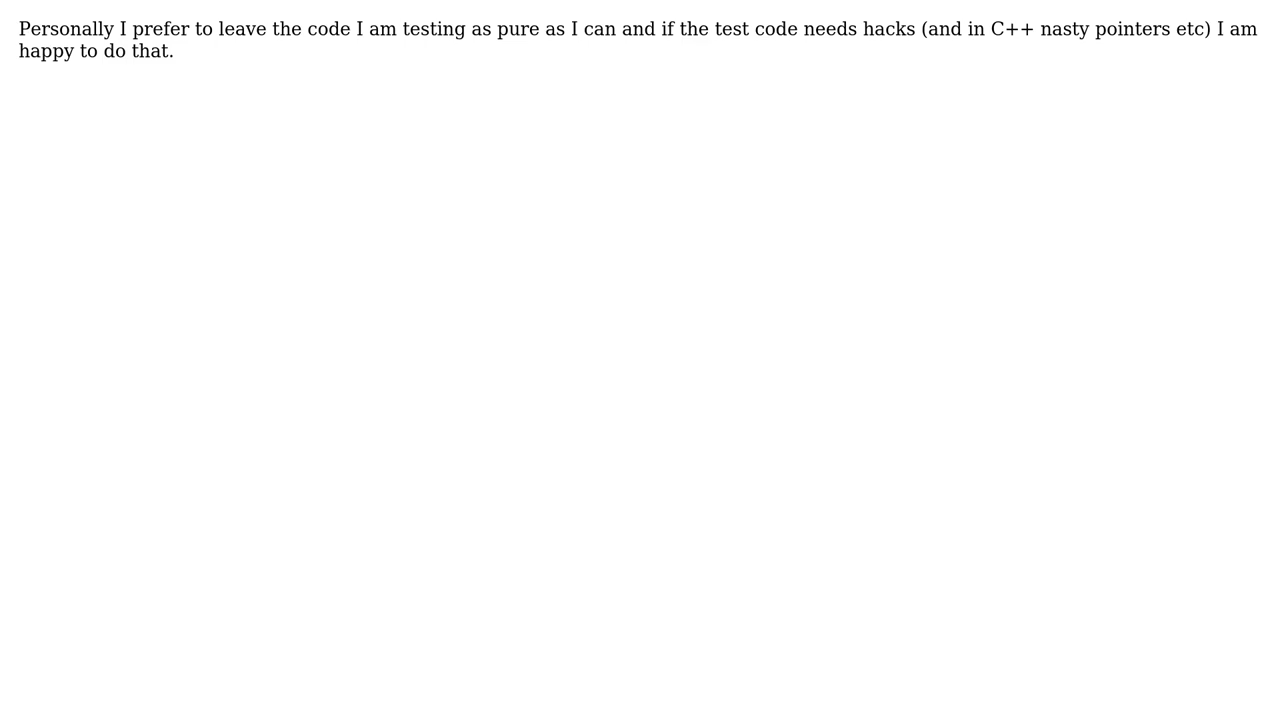 Personally I prefer to leave the code I am testing as pure as I can and if the test code needs hacks (and in C++ nasty pointers etc) I am
happy to do that.